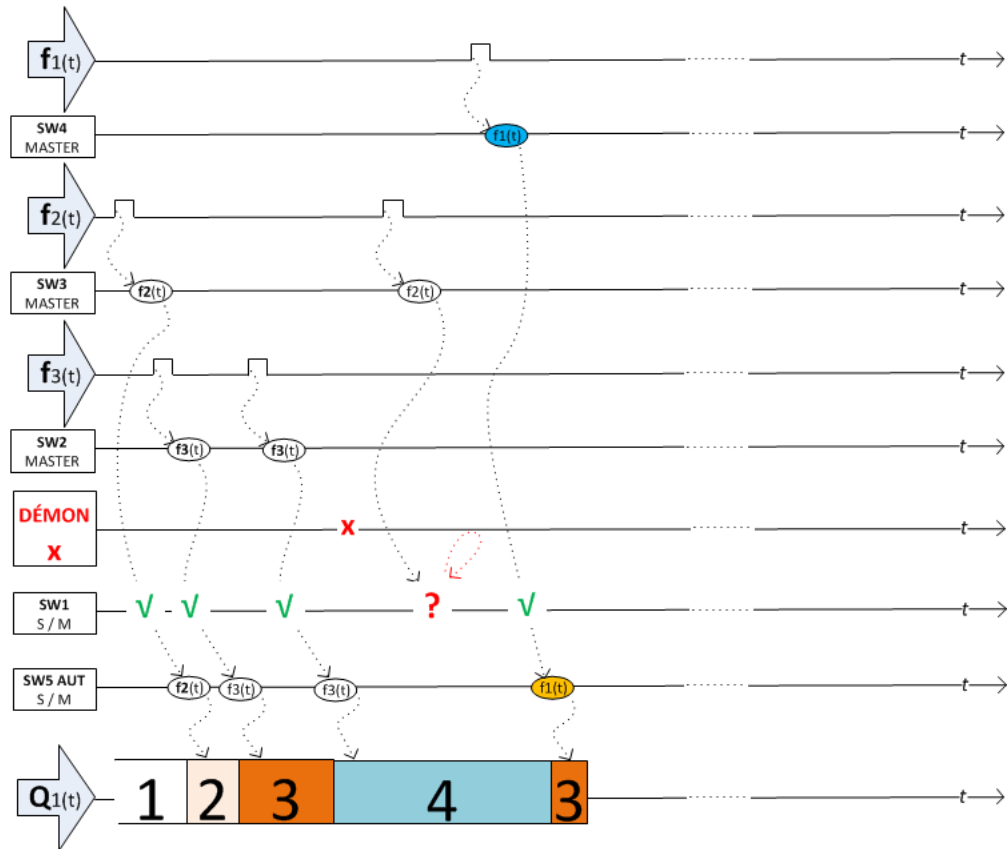 f1(t)
t
SW4
MASTER
f1(t)
f2(t)
t
SW3
MASTER
f2(t)
f2(t)
t
f3(t)
t
SW2
MASTER
f3(t)
f3(t)
t
DÉMON
X
x
t
SW1
S / M
√
√
√
?
√
t
SW5 AUT
S / M
f2(t)
f3(t)
f3(t)
f1(t)
t
Q1(t)
1
2
3
4
3
t